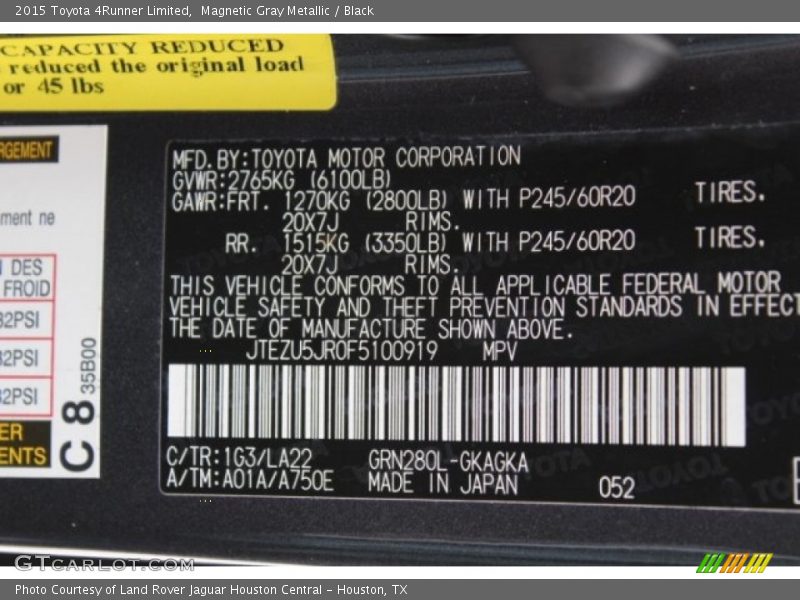 2015 Toyota 4Runner Limited, Magnetic Gray Metallic / Black
CAPACITY REDUCED
reduced the original load
or 45 lbs
RGEMENT
ment ne
DES
FROID
32PSI
32PSI
32PSI
ER
ENTS
C 8 35B00
MFD. BY: TOYOTA MOTOR CORPORATION
GVWR: 2765KG (6100LB)
GAWR: FRT. 1270KG (2800LB) WITH P245/60R20 TIRES.
20X7J RIMS.
RR. 1515KG (3350LB) WITH P245/60R20 TIRES.
20X7J RIMS.
THIS VEHICLE CONFORMS TO ALL APPLICABLE FEDERAL MOTOR
VEHICLE SAFETY AND THEFT PREVENTION STANDARDS IN EFFECT
THE DATE OF MANUFACTURE SHOWN ABOVE.
JTEZU5JR0F5100919 MPV
C/TR: 1G3/LA22 GRN280L-GKAGKA
A/TM: A01A/A750E MADE IN JAPAN 052
GTCARLOT.COM
Photo Courtesy of Land Rover Jaguar Houston Central - Houston, TX